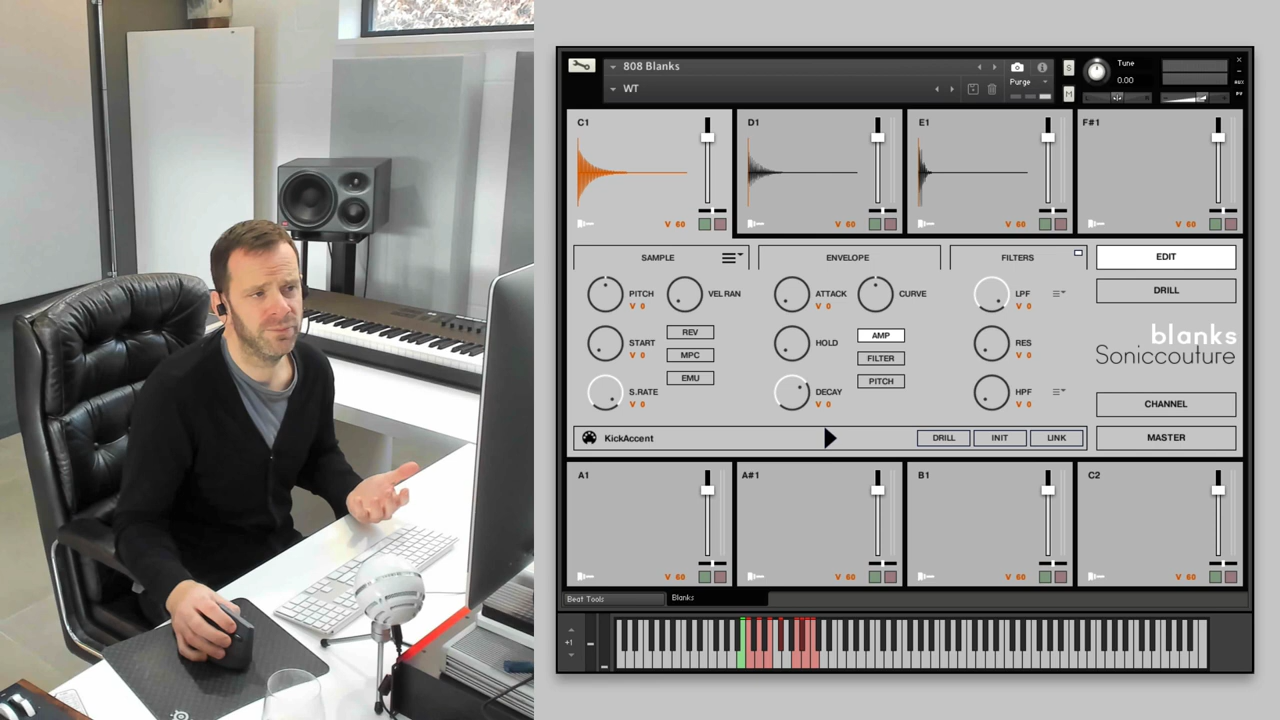 808 Blanks
WT
Purge
S
M
Tune
0.00
AUX
PV
C1
V 60
D1
V 60
E1
V 60
F#1
V 60
SAMPLE
ENVELOPE
FILTERS
EDIT
DRILL
PITCH
V 0
VEL RAN
ATTACK
V 0
CURVE
LPF
V 0
START
V 0
REV
MPC
EMU
HOLD
AMP
FILTER
PITCH
RES
V 0
blanks
Soniccouture
S.RATE
V 0
DECAY
V 0
HPF
V 0
CHANNEL
KickAccent
DRILL
INIT
LINK
MASTER
A1
V 60
A#1
V 60
B1
V 60
C2
V 60
Beat Tools
Blanks
+1